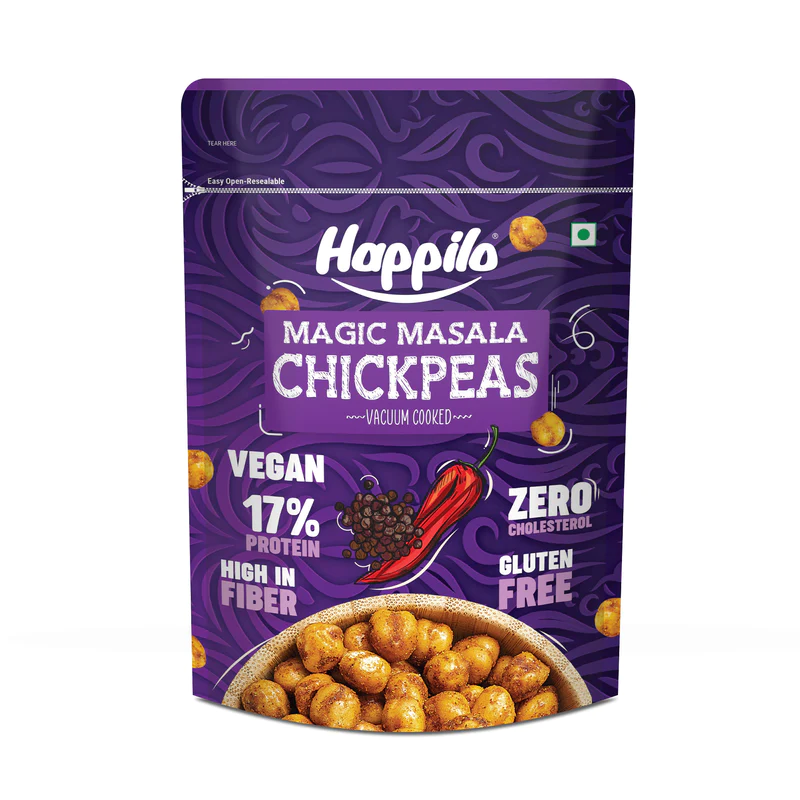 TEAR HERE
Easy Open-Resealable
Happilo®
MAGIC MASALA
CHICKPEAS
~~VACUUM COOKED~~
VEGAN
17%
PROTEIN
HIGH IN
FIBER
ZERO
CHOLESTEROL
GLUTEN
FREE